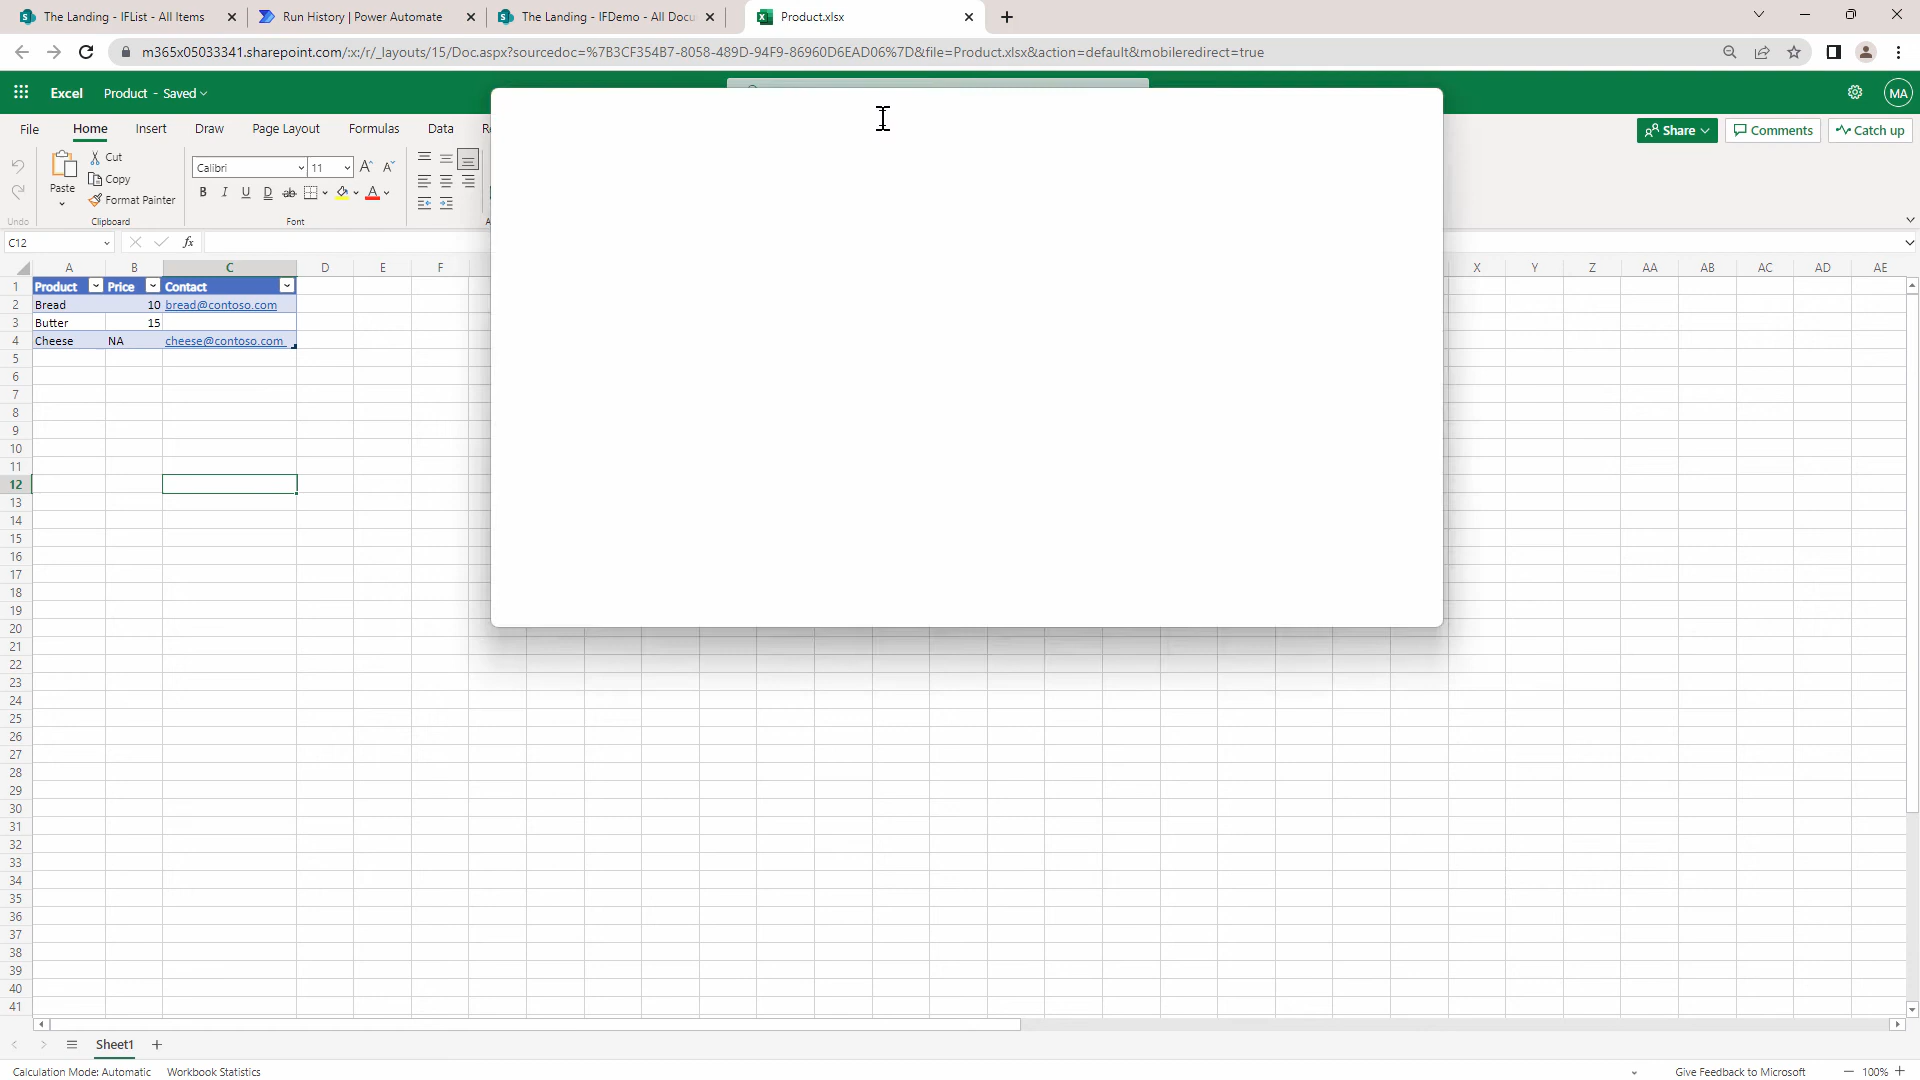 The Landing - IFList - All Items
Run History | Power Automate
The Landing - IFDemo - All Docu
Product.xlsx
m365x05033341.sharepoint.com/:x:/r/_layouts/15/Doc.aspx?sourcedoc=%7B3CF354B7-8058-489D-94F9-86960D6EAD06%7D&file=Product.xlsx&action=default&mobileredirect=true
Excel Product - Saved MA
File Home Insert Draw Page Layout Formulas Data Share Comments Catch up
Calibri 11
Paste Cut
Copy
Format Painter
B I U D ab A
Undo Clipboard Font
C12 fx
A B C D E F X Y Z AA AB AC AD AE
1 Product Price Contact
2 Bread 10 bread@contoso.com
3 Butter 15
4 Cheese NA cheese@contoso.com
5
6
7
8
9
10
11
12
13
14
15
16
17
18
19
20
21
22
23
24
25
26
27
28
29
30
31
32
33
34
35
36
37
38
39
40
41
Sheet1
Calculation Mode: Automatic Workbook Statistics Give Feedback to Microsoft 100%